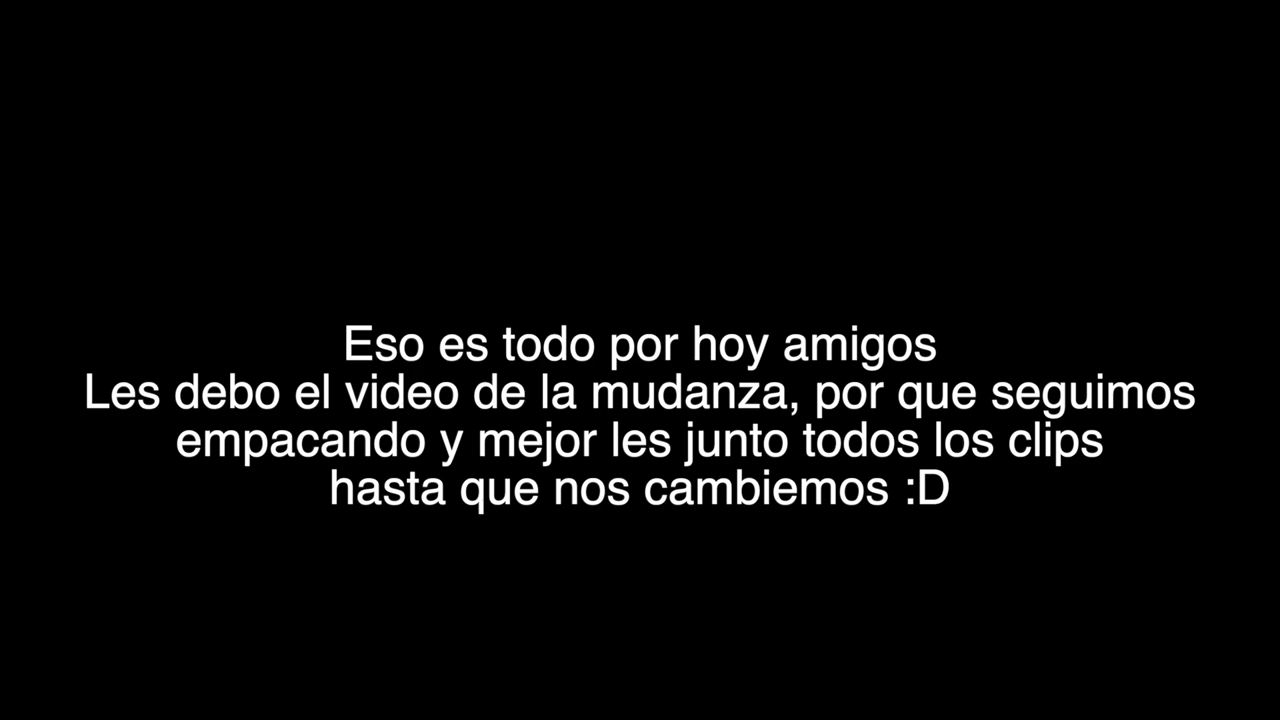 Eso es todo por hoy amigos
Les debo el video de la mudanza, por que seguimos
empacando y mejor les junto todos los clips
hasta que nos cambiemos :D